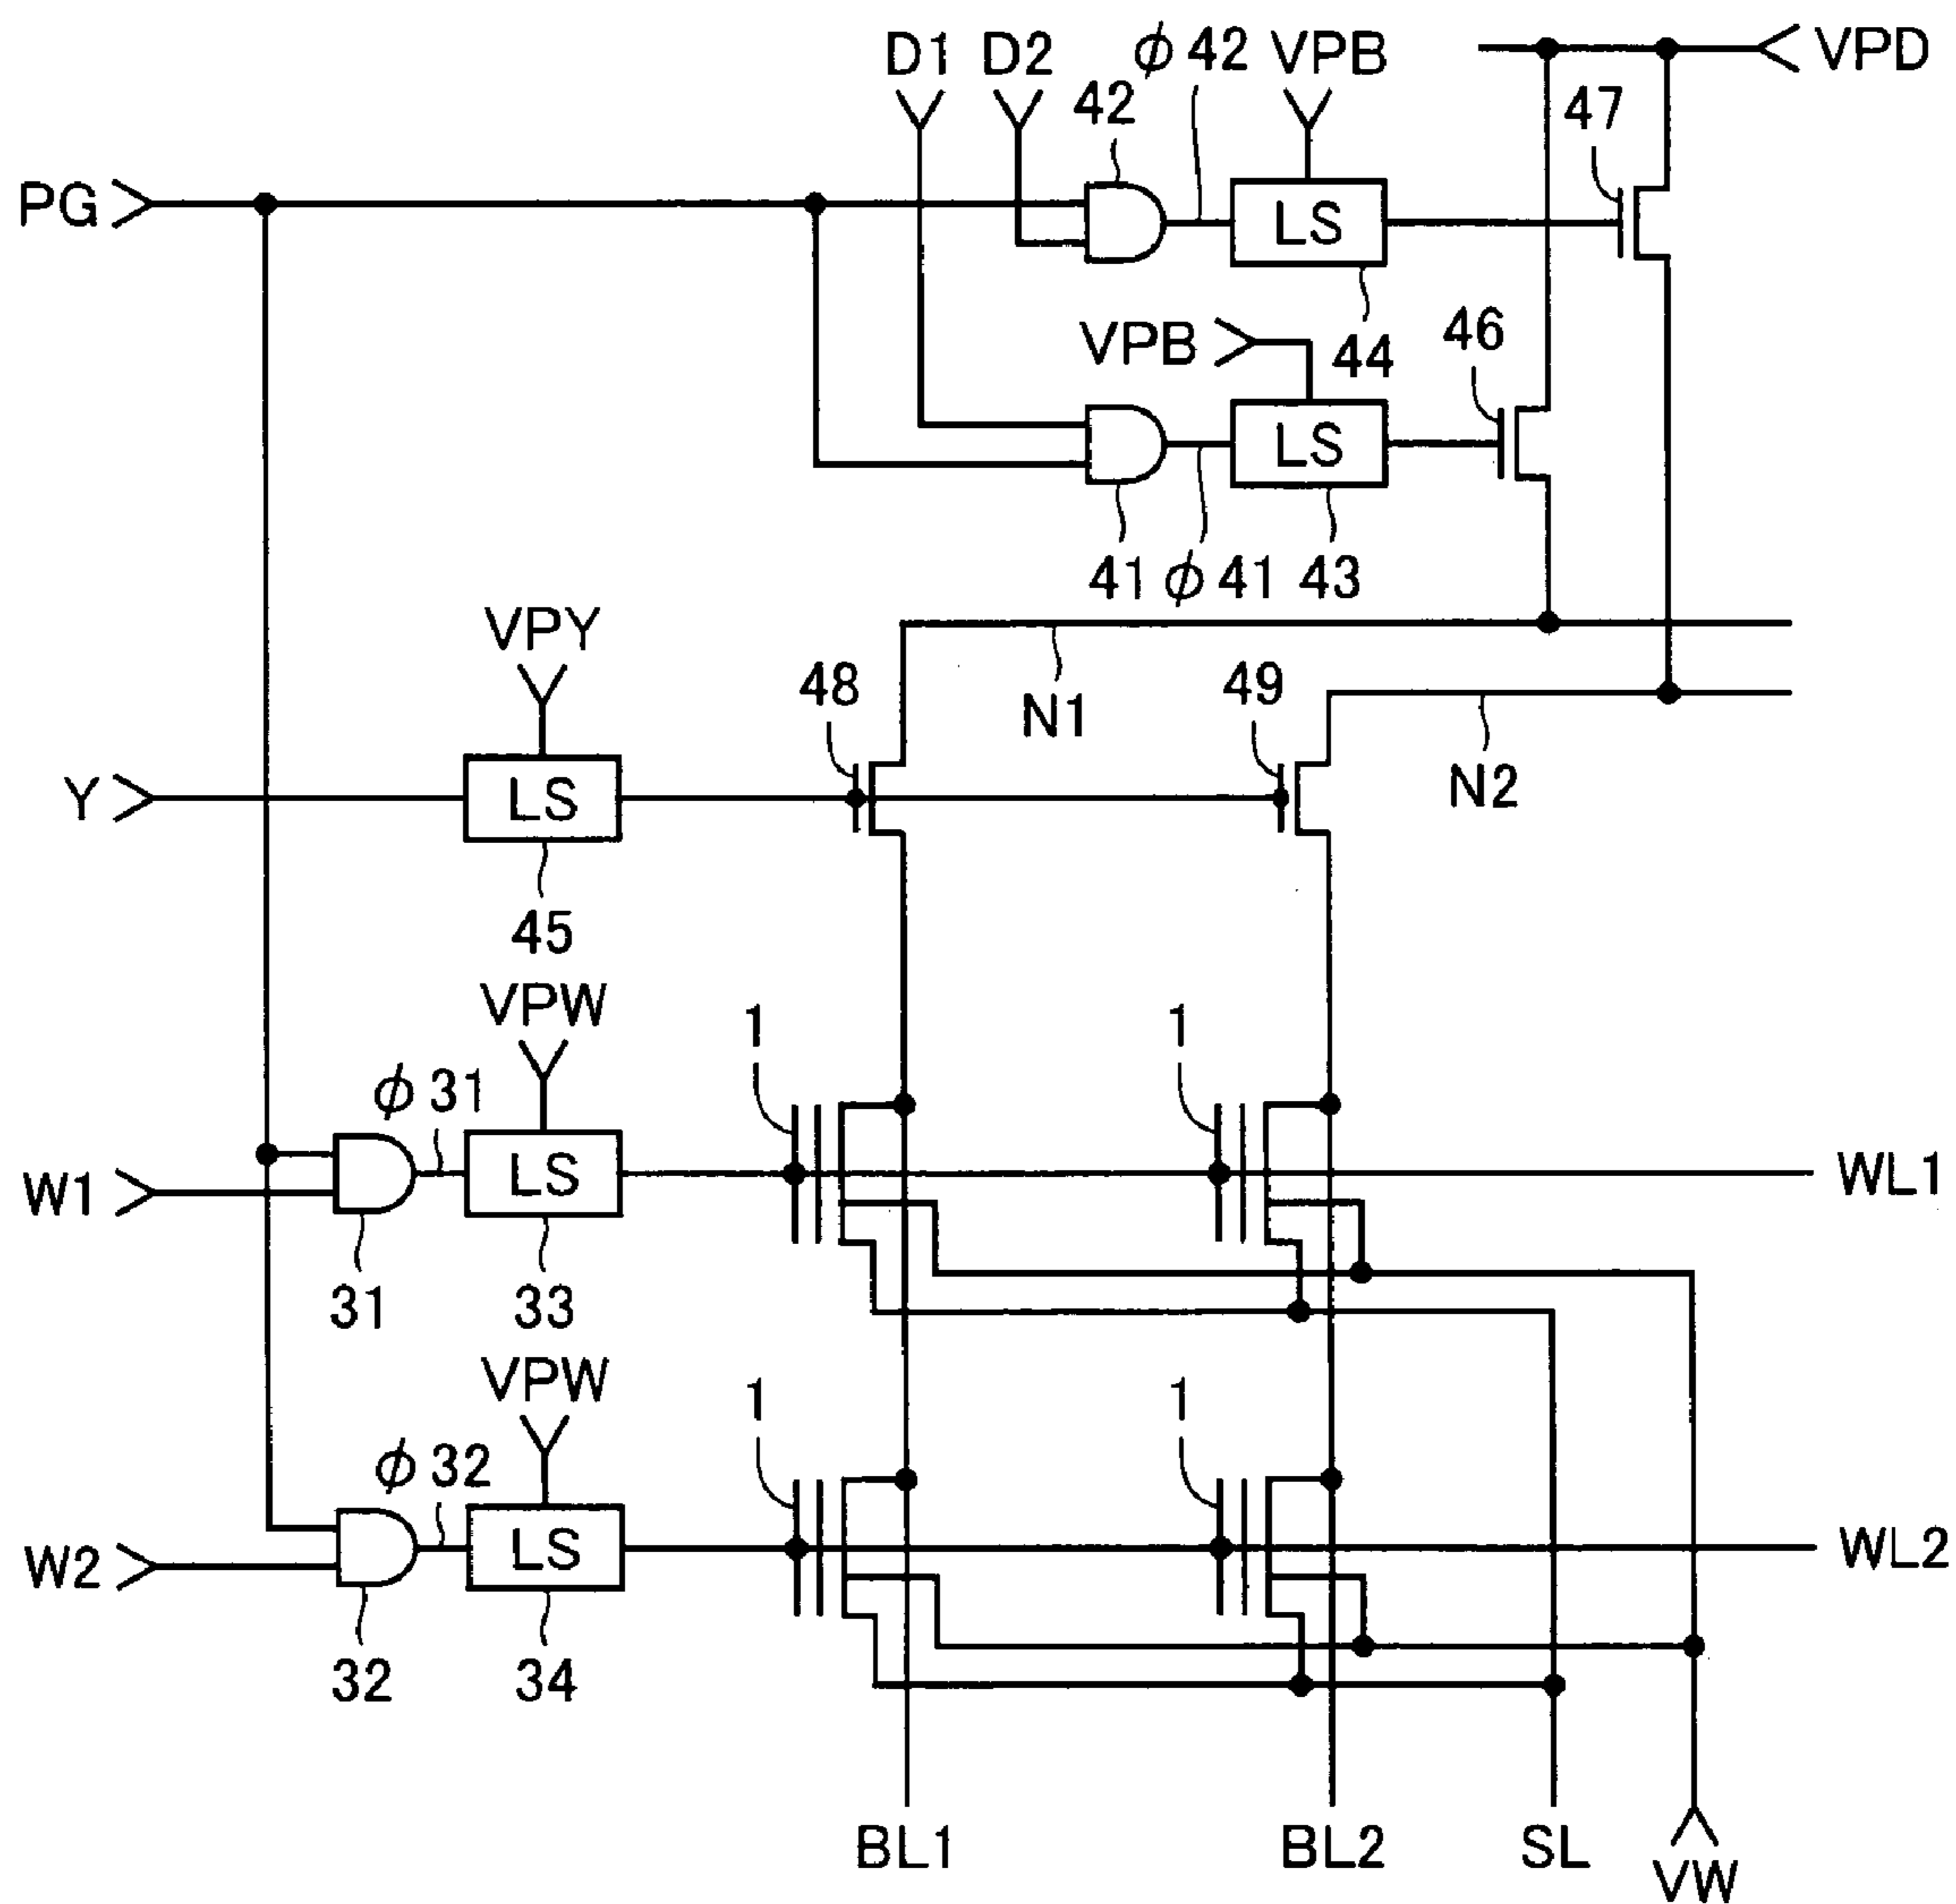 D1 D2 φ42 VPB VPD
42 47
PG LS
VPB 44 46
LS
41 φ41 43
VPY
48 N1 49
Y LS N2
45
VPW 1 1
φ31
W1 LS WL1
31 33
VPW 1 1
φ32
W2 LS WL2
32 34
BL1 BL2 SL VW